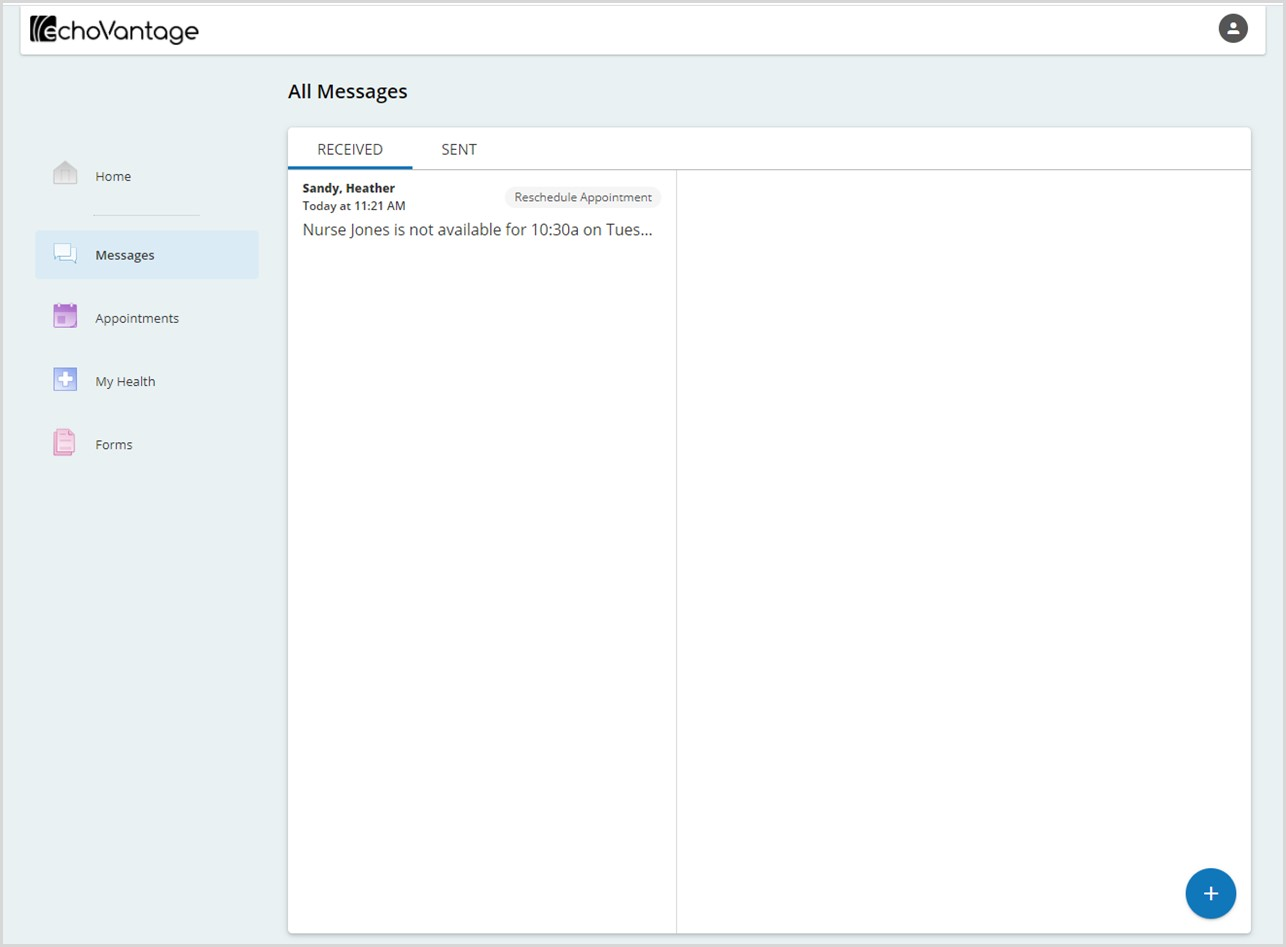 echoVantage
All Messages
RECEIVED
SENT
Home
Messages
Appointments
My Health
Forms
Sandy, Heather
Today at 11:21 AM
Reschedule Appointment
Nurse Jones is not available for 10:30a on Tues...